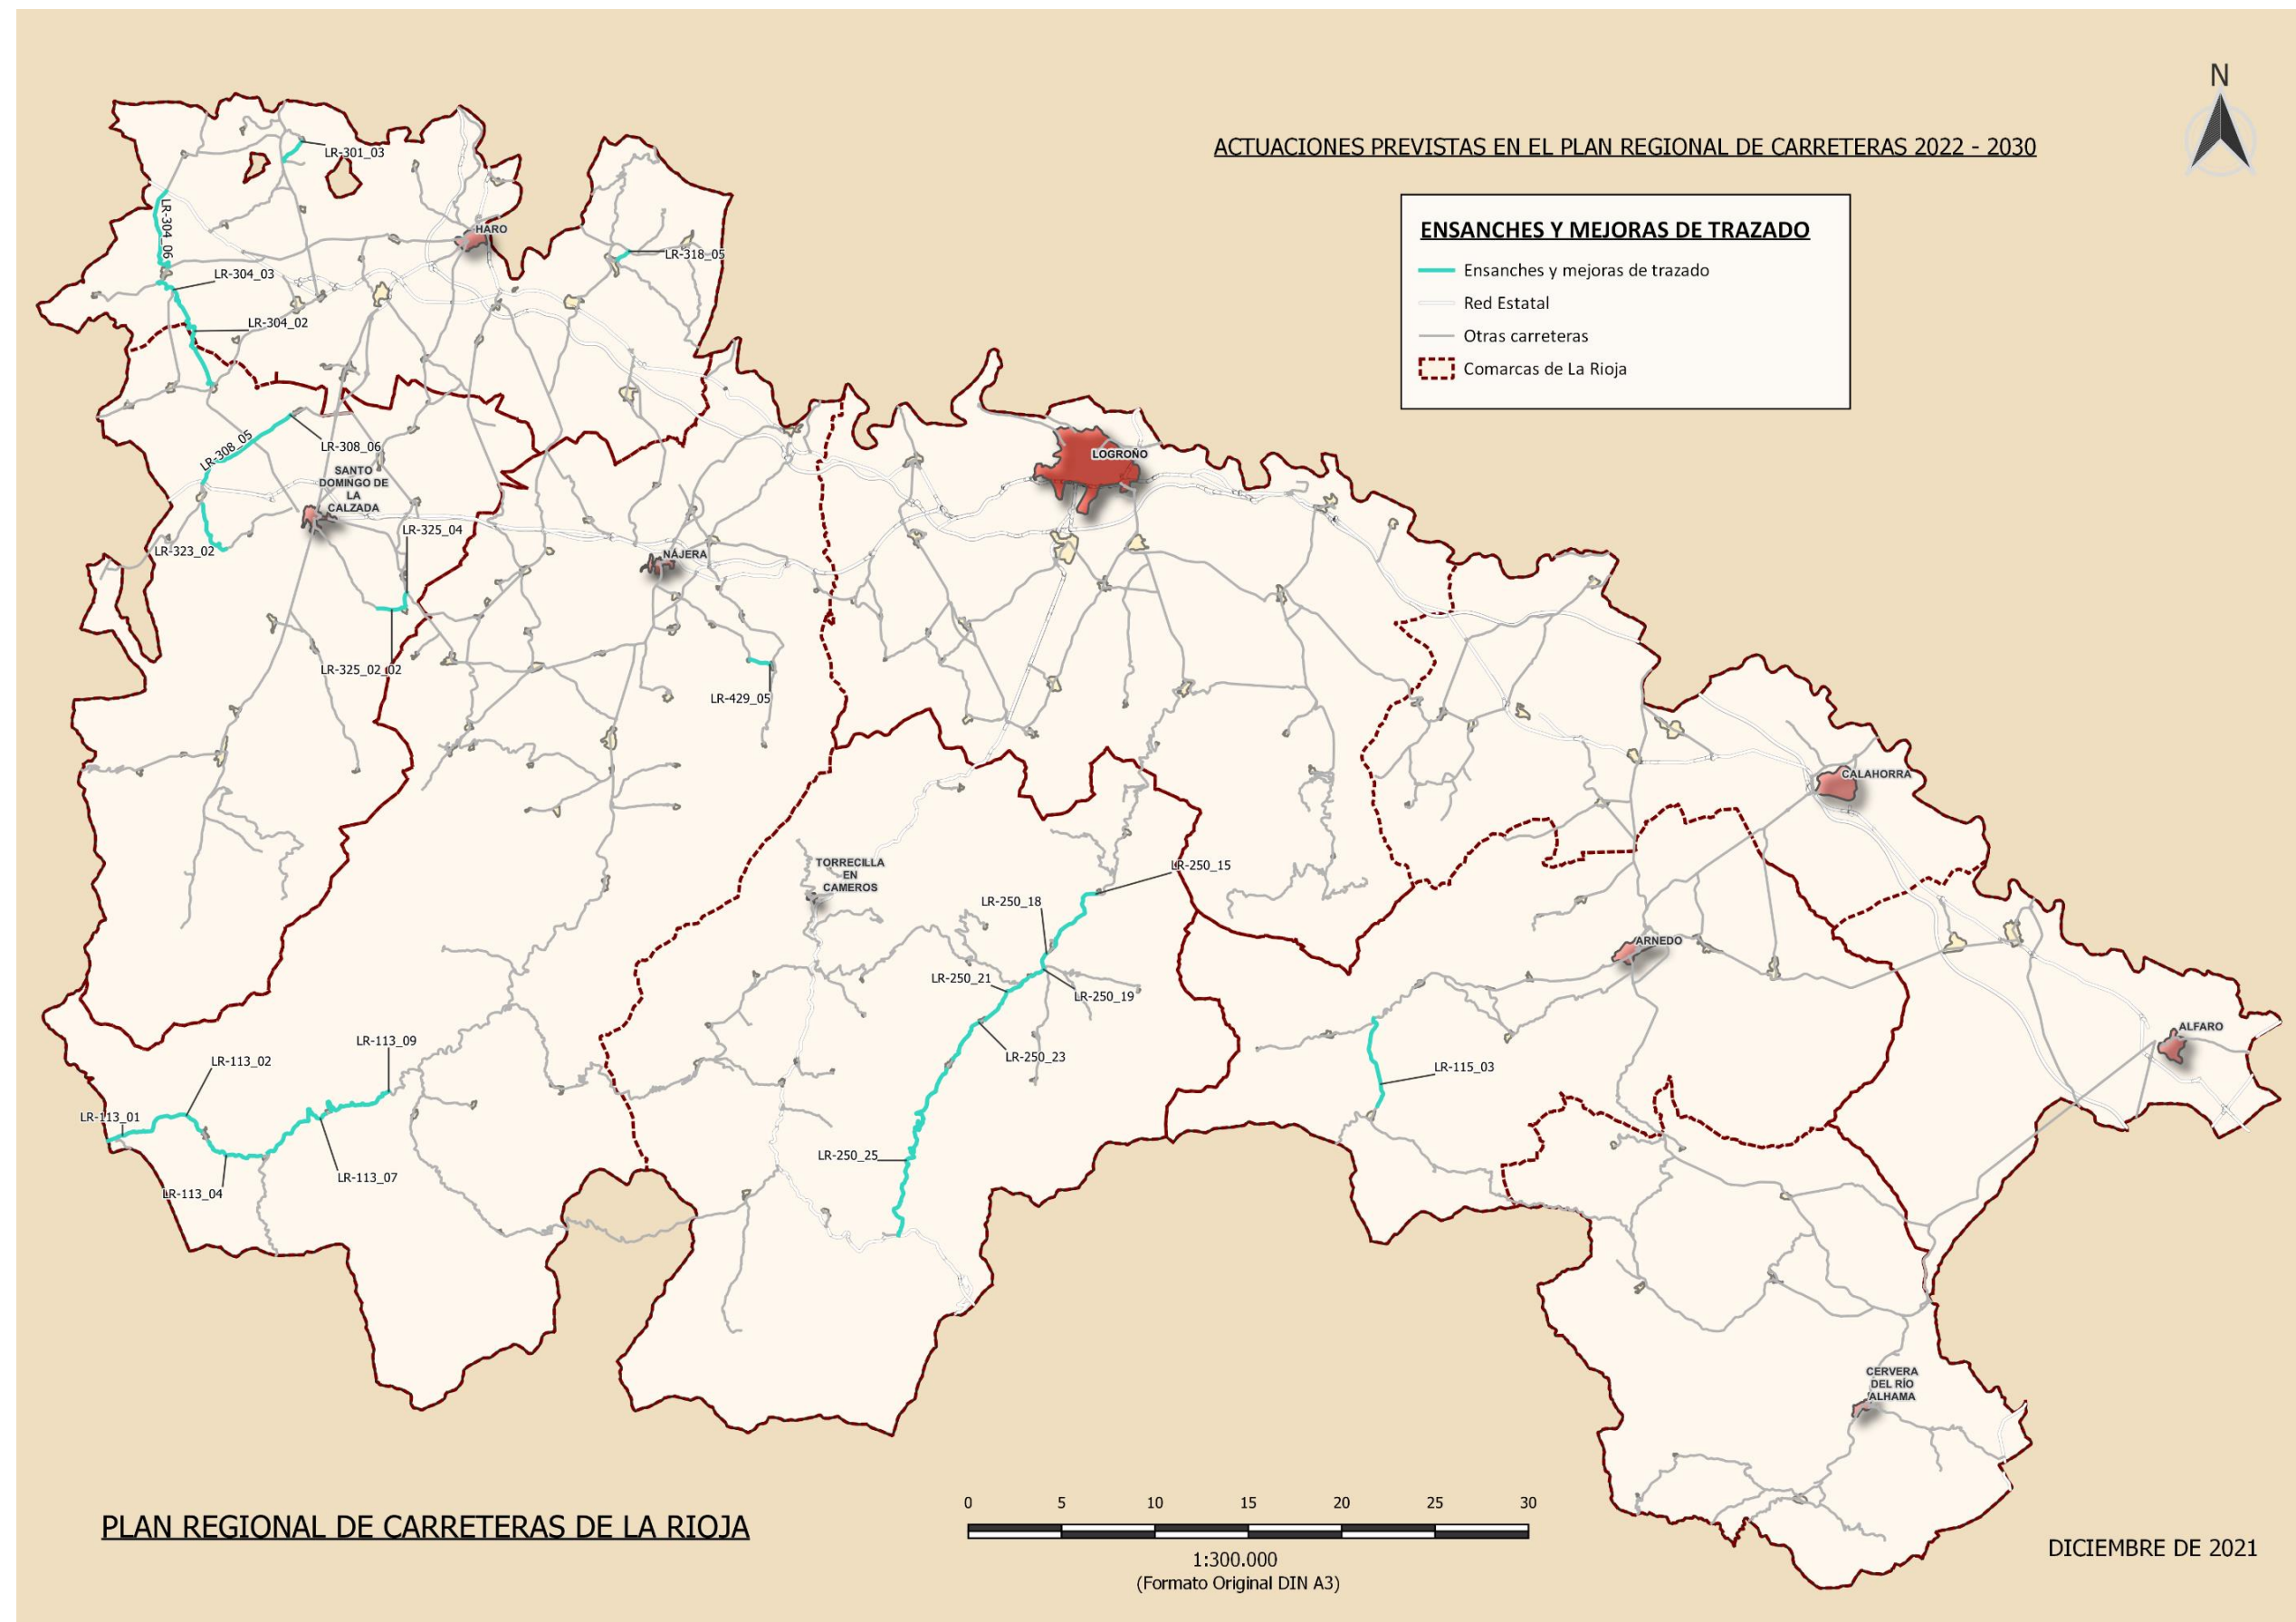 N
ACTUACIONES PREVISTAS EN EL PLAN REGIONAL DE CARRETERAS 2022 - 2030
ENSANCHES Y MEJORAS DE TRAZADO
Ensanches y mejoras de trazado
Red Estatal
Otras carreteras
Comarcas de La Rioja
LR-301_03
LR-304_06
HARO
LR-318_05
LR-304_03
LR-304_02
LR-308_05
LR-308_06
SANTO
DOMINGO DE
LA
CALZADA
LOGROÑO
LR-325_04
LR-323_02
NÁJERA
LR-325_02_02
LR-429_05
CALAHORRA
TORRECILLA
EN
CAMEROS
LR-250_15
LR-250_18
ARNEDO
LR-250_21
LR-250_19
ALFARO
LR-113_09
LR-250_23
LR-113_02
LR-115_03
LR-113_01
LR-250_25
LR-113_07
LR-113_04
CERVERA
DEL RÍO
ALHAMA
0 5 10 15 20 25 30
1:300.000
(Formato Original DIN A3)
PLAN REGIONAL DE CARRETERAS DE LA RIOJA
DICIEMBRE DE 2021